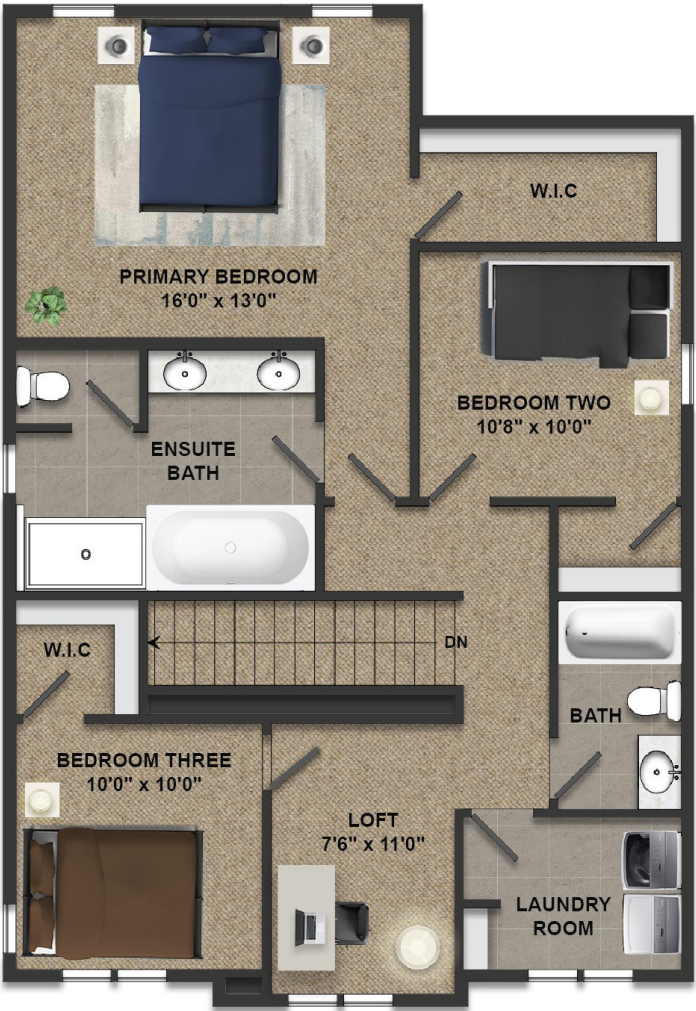 W.I.C
PRIMARY BEDROOM
16'0" x 13'0"
BEDROOM TWO
10'8" x 10'0"
ENSUITE
BATH
W.I.C
DN
BATH
BEDROOM THREE
10'0" x 10'0"
LOFT
7'6" x 11'0"
LAUNDRY
ROOM